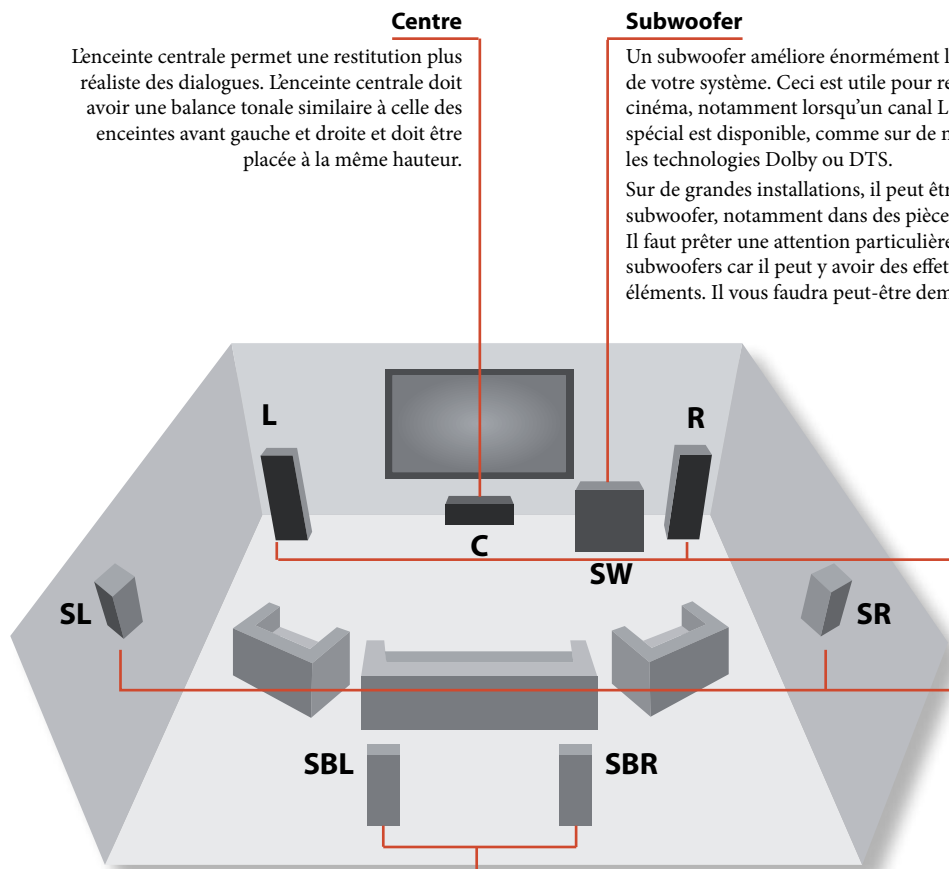 Centre
L'enceinte centrale permet une restitution plus
réaliste des dialogues. L'enceinte centrale doit
avoir une balance tonale similaire à celle des
enceintes avant gauche et droite et doit être
placée à la même hauteur.
Subwoofer
Un subwoofer améliore énormément l
de votre système. Ceci est utile pour re
cinéma, notamment lorsqu'un canal L
spécial est disponible, comme sur de n
les technologies Dolby ou DTS.
Sur de grandes installations, il peut êtr
subwoofer, notamment dans des pièce
Il faut prêter une attention particulière
subwoofers car il peut y avoir des effet
éléments. Il vous faudra peut-être dem
L
R
C
SW
SL
SR
SBL
SBR